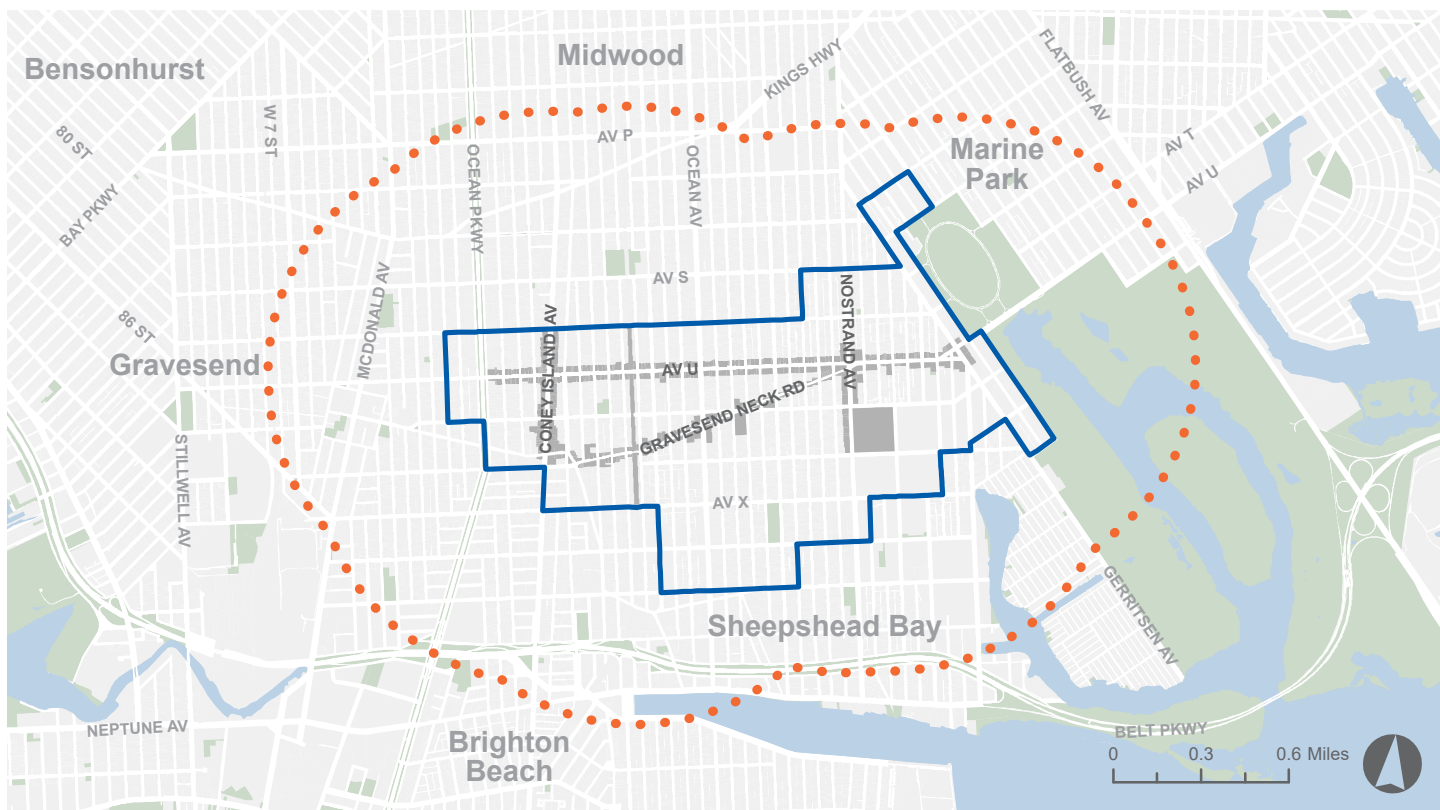 Bensonhurst
Midwood
KINGS HWY
FLATBUSH AV
W 7 ST
80 ST
AV P
AV T
OCEAN PKWY
OCEAN AV
Marine
Park
AV U
BAY PKWY
AV S
MCDONALD AV
NOSTRAND AV
CONEY ISLAND AV
86 ST
Gravesend
AV U
GRAVESEND NECK RD
STILLWELL AV
AV X
GERRITSEN AV
Sheepshead Bay
NEPTUNE AV
BELT PKWY
Brighton
Beach
0 0.3 0.6 Miles